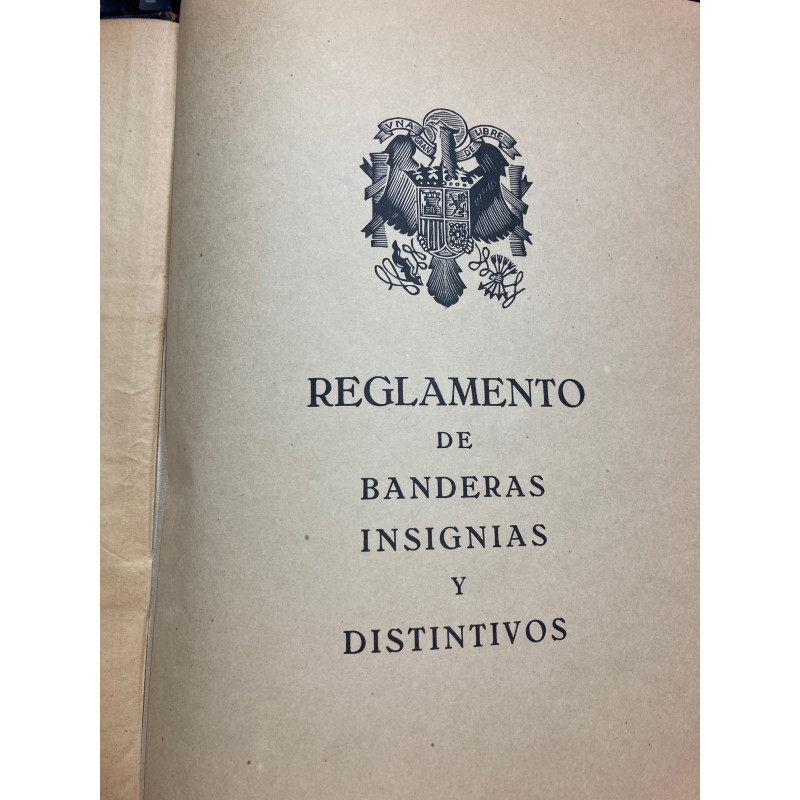 VNA GRANDE LIBRE
REGLAMENTO
DE
BANDERAS
INSIGNIAS
Y
DISTINTIVOS